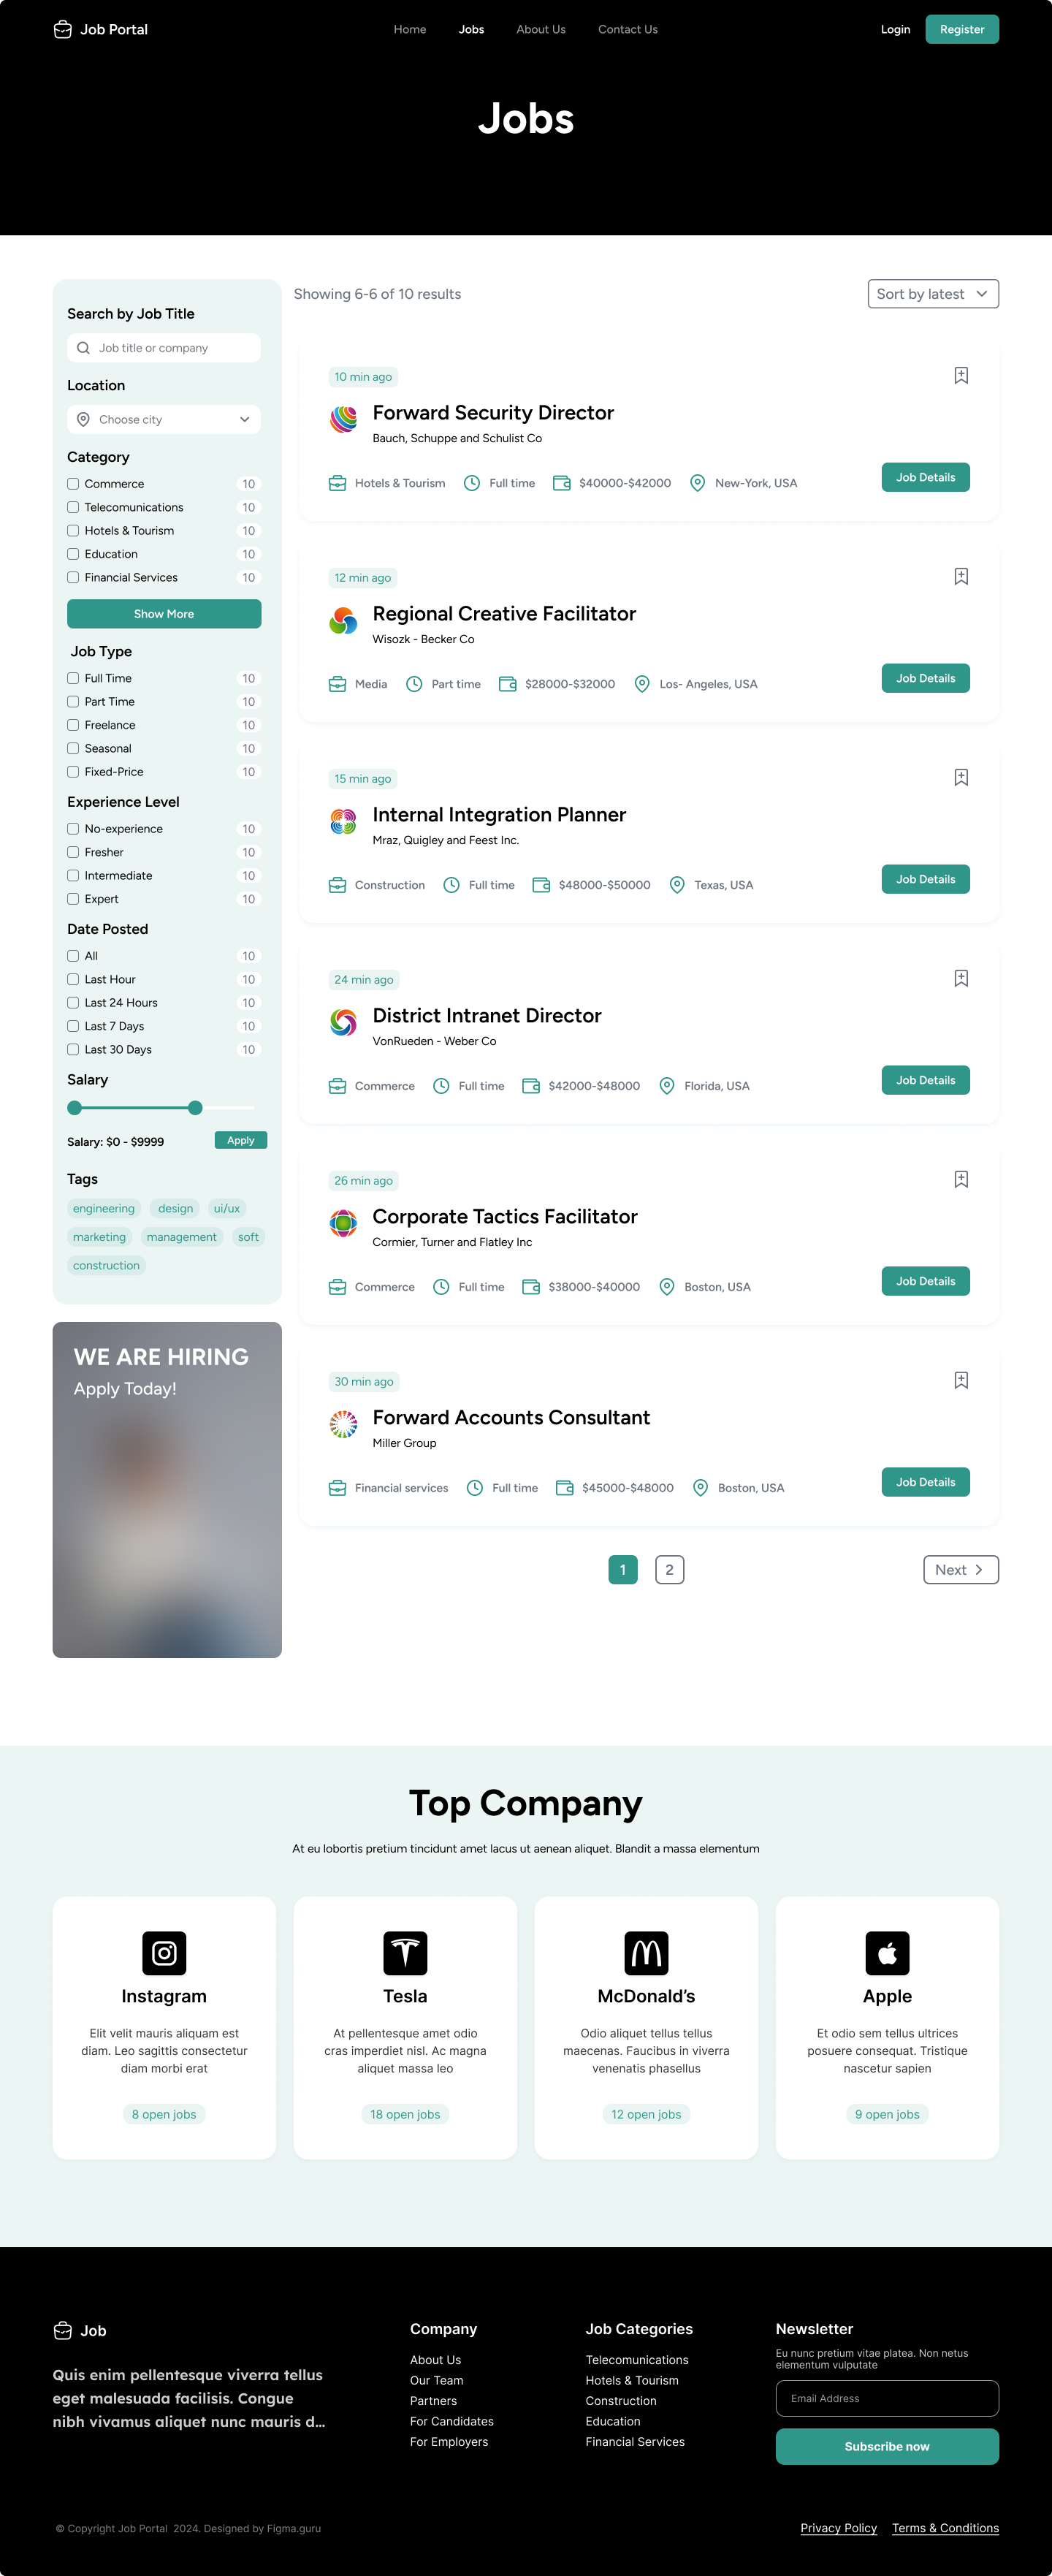 Job Portal
Home
Jobs
About Us
Contact Us
Login
Register
Jobs
Search by Job Title
Job title or company
Location
Choose city
Category
Commerce 10
Telecomunications 10
Hotels & Tourism 10
Education 10
Financial Services 10
Show More
Job Type
Full Time 10
Part Time 10
Freelance 10
Seasonal 10
Fixed-Price 10
Experience Level
No-experience 10
Fresher 10
Intermediate 10
Expert 10
Date Posted
All 10
Last Hour 10
Last 24 Hours 10
Last 7 Days 10
Last 30 Days 10
Salary
Salary: $0 - $9999
Apply
Tags
engineering design ui/ux
marketing management soft
construction
WE ARE HIRING
Apply Today!
Showing 6-6 of 10 results
Sort by latest
10 min ago
Forward Security Director
Bauch, Schuppe and Schulist Co
Hotels & Tourism Full time $40000-$42000 New-York, USA
Job Details
12 min ago
Regional Creative Facilitator
Wisozk - Becker Co
Media Part time $28000-$32000 Los- Angeles, USA
Job Details
15 min ago
Internal Integration Planner
Mraz, Quigley and Feest Inc.
Construction Full time $48000-$50000 Texas, USA
Job Details
24 min ago
District Intranet Director
VonRueden - Weber Co
Commerce Full time $42000-$48000 Florida, USA
Job Details
26 min ago
Corporate Tactics Facilitator
Cormier, Turner and Flatley Inc
Commerce Full time $38000-$40000 Boston, USA
Job Details
30 min ago
Forward Accounts Consultant
Miller Group
Financial services Full time $45000-$48000 Boston, USA
Job Details
1
2
Next
Top Company
At eu lobortis pretium tincidunt amet lacus ut aenean aliquet. Blandit a massa elementum
Instagram
Elit velit mauris aliquam est
diam. Leo sagittis consectetur
diam morbi erat
8 open jobs
Tesla
At pellentesque amet odio
cras imperdiet nisl. Ac magna
aliquet massa leo
18 open jobs
McDonald's
Odio aliquet tellus tellus
maecenas. Faucibus in viverra
venenatis phasellus
12 open jobs
Apple
Et odio sem tellus ultrices
posuere consequat. Tristique
nascetur sapien
9 open jobs
Job
Quis enim pellentesque viverra tellus
eget malesuada facilisis. Congue
nibh vivamus aliquet nunc mauris d...
Company
About Us
Our Team
Partners
For Candidates
For Employers
Job Categories
Telecomunications
Hotels & Tourism
Construction
Education
Financial Services
Newsletter
Eu nunc pretium vitae platea. Non netus
elementum vulputate
Email Address
Subscribe now
© Copyright Job Portal 2024. Designed by Figma.guru
Privacy Policy
Terms & Conditions